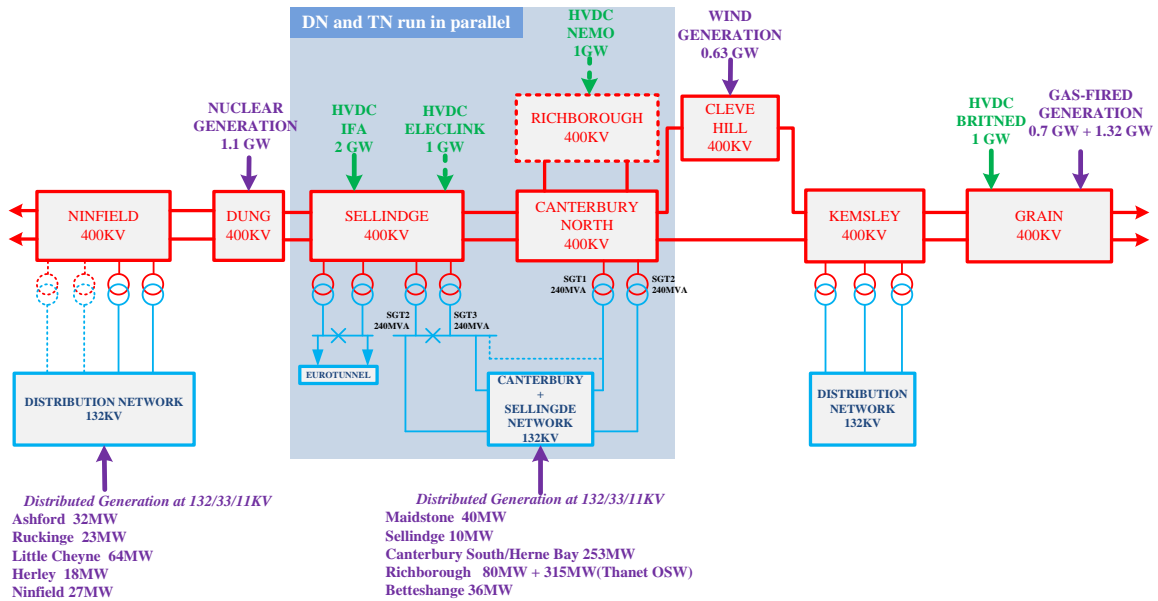 DN and TN run in parallel
HVDC
NEMO
1GW
WIND
GENERATION
0.63 GW
NUCLEAR
GENERATION
1.1 GW
HVDC
IFA
2 GW
HVDC
ELECLINK
1 GW
RICHBOROUGH
400KV
CLEVE
HILL
400KV
HVDC
BRITNED
1 GW
GAS-FIRED
GENERATION
0.7 GW + 1.32 GW
NINFIELD
400KV
DUNG
400KV
SELLINDGE
400KV
CANTERBURY
NORTH
400KV
KEMSLEY
400KV
GRAIN
400KV
SGT1
240MVA
SGT2
240MVA
SGT2
240MVA
SGT3
240MVA
EUROTUNNEL
DISTRIBUTION NETWORK
132KV
CANTERBURY
+
SELLINGDE
NETWORK
132KV
DISTRIBUTION
NETWORK
132KV
Distributed Generation at 132/33/11KV
Ashford 32MW
Ruckinge 23MW
Little Cheyne 64MW
Herley 18MW
Ninfield 27MW
Distributed Generation at 132/33/11KV
Maidstone 40MW
Sellindge 10MW
Canterbury South/Herne Bay 253MW
Richborough 80MW + 315MW(Thanet OSW)
Betteshange 36MW